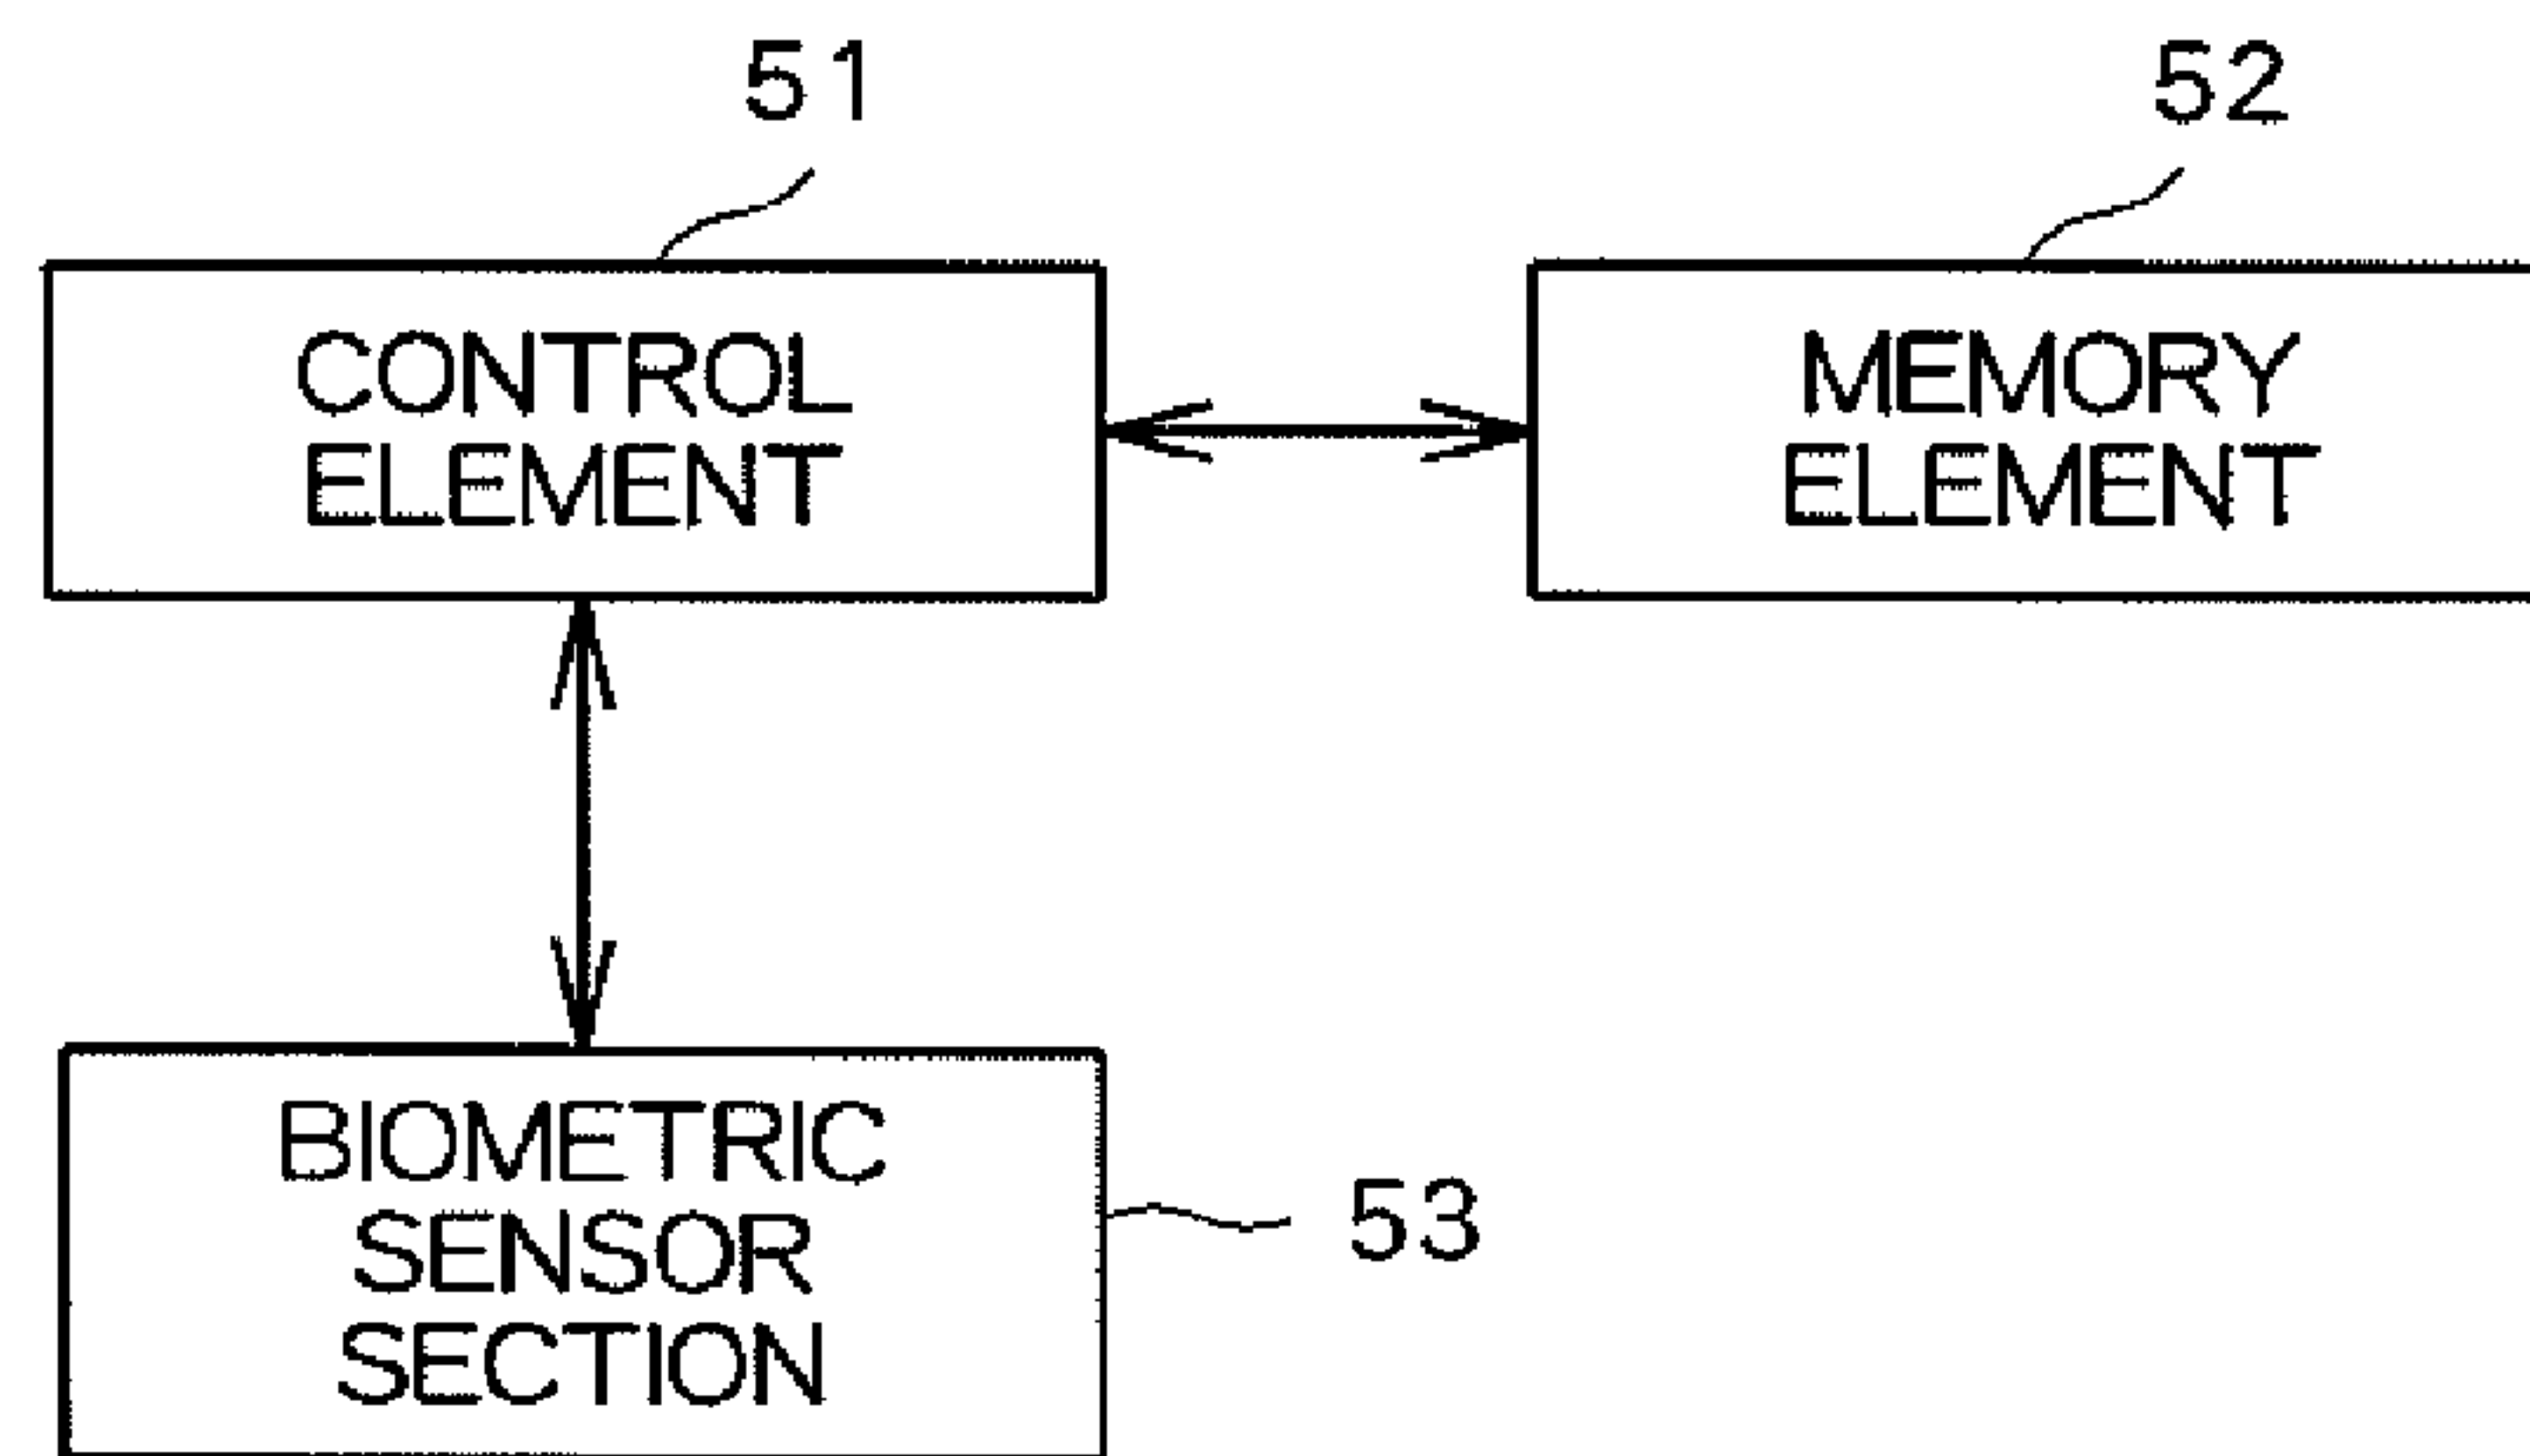 51
52
CONTROL
ELEMENT
MEMORY
ELEMENT
BIOMETRIC
SENSOR
SECTION
53